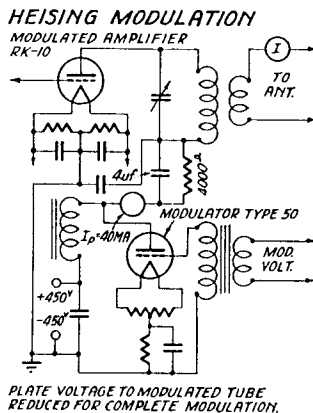 HEISING MODULATION
MODULATED AMPLIFIER
RK-10
I
TO
ANT.
4uf
4000ω
Ip=40MA
MODULATOR TYPE 50
MOD.
VOLT.
+450V
-450V
PLATE VOLTAGE TO MODULATED TUBE
REDUCED FOR COMPLETE MODULATION.